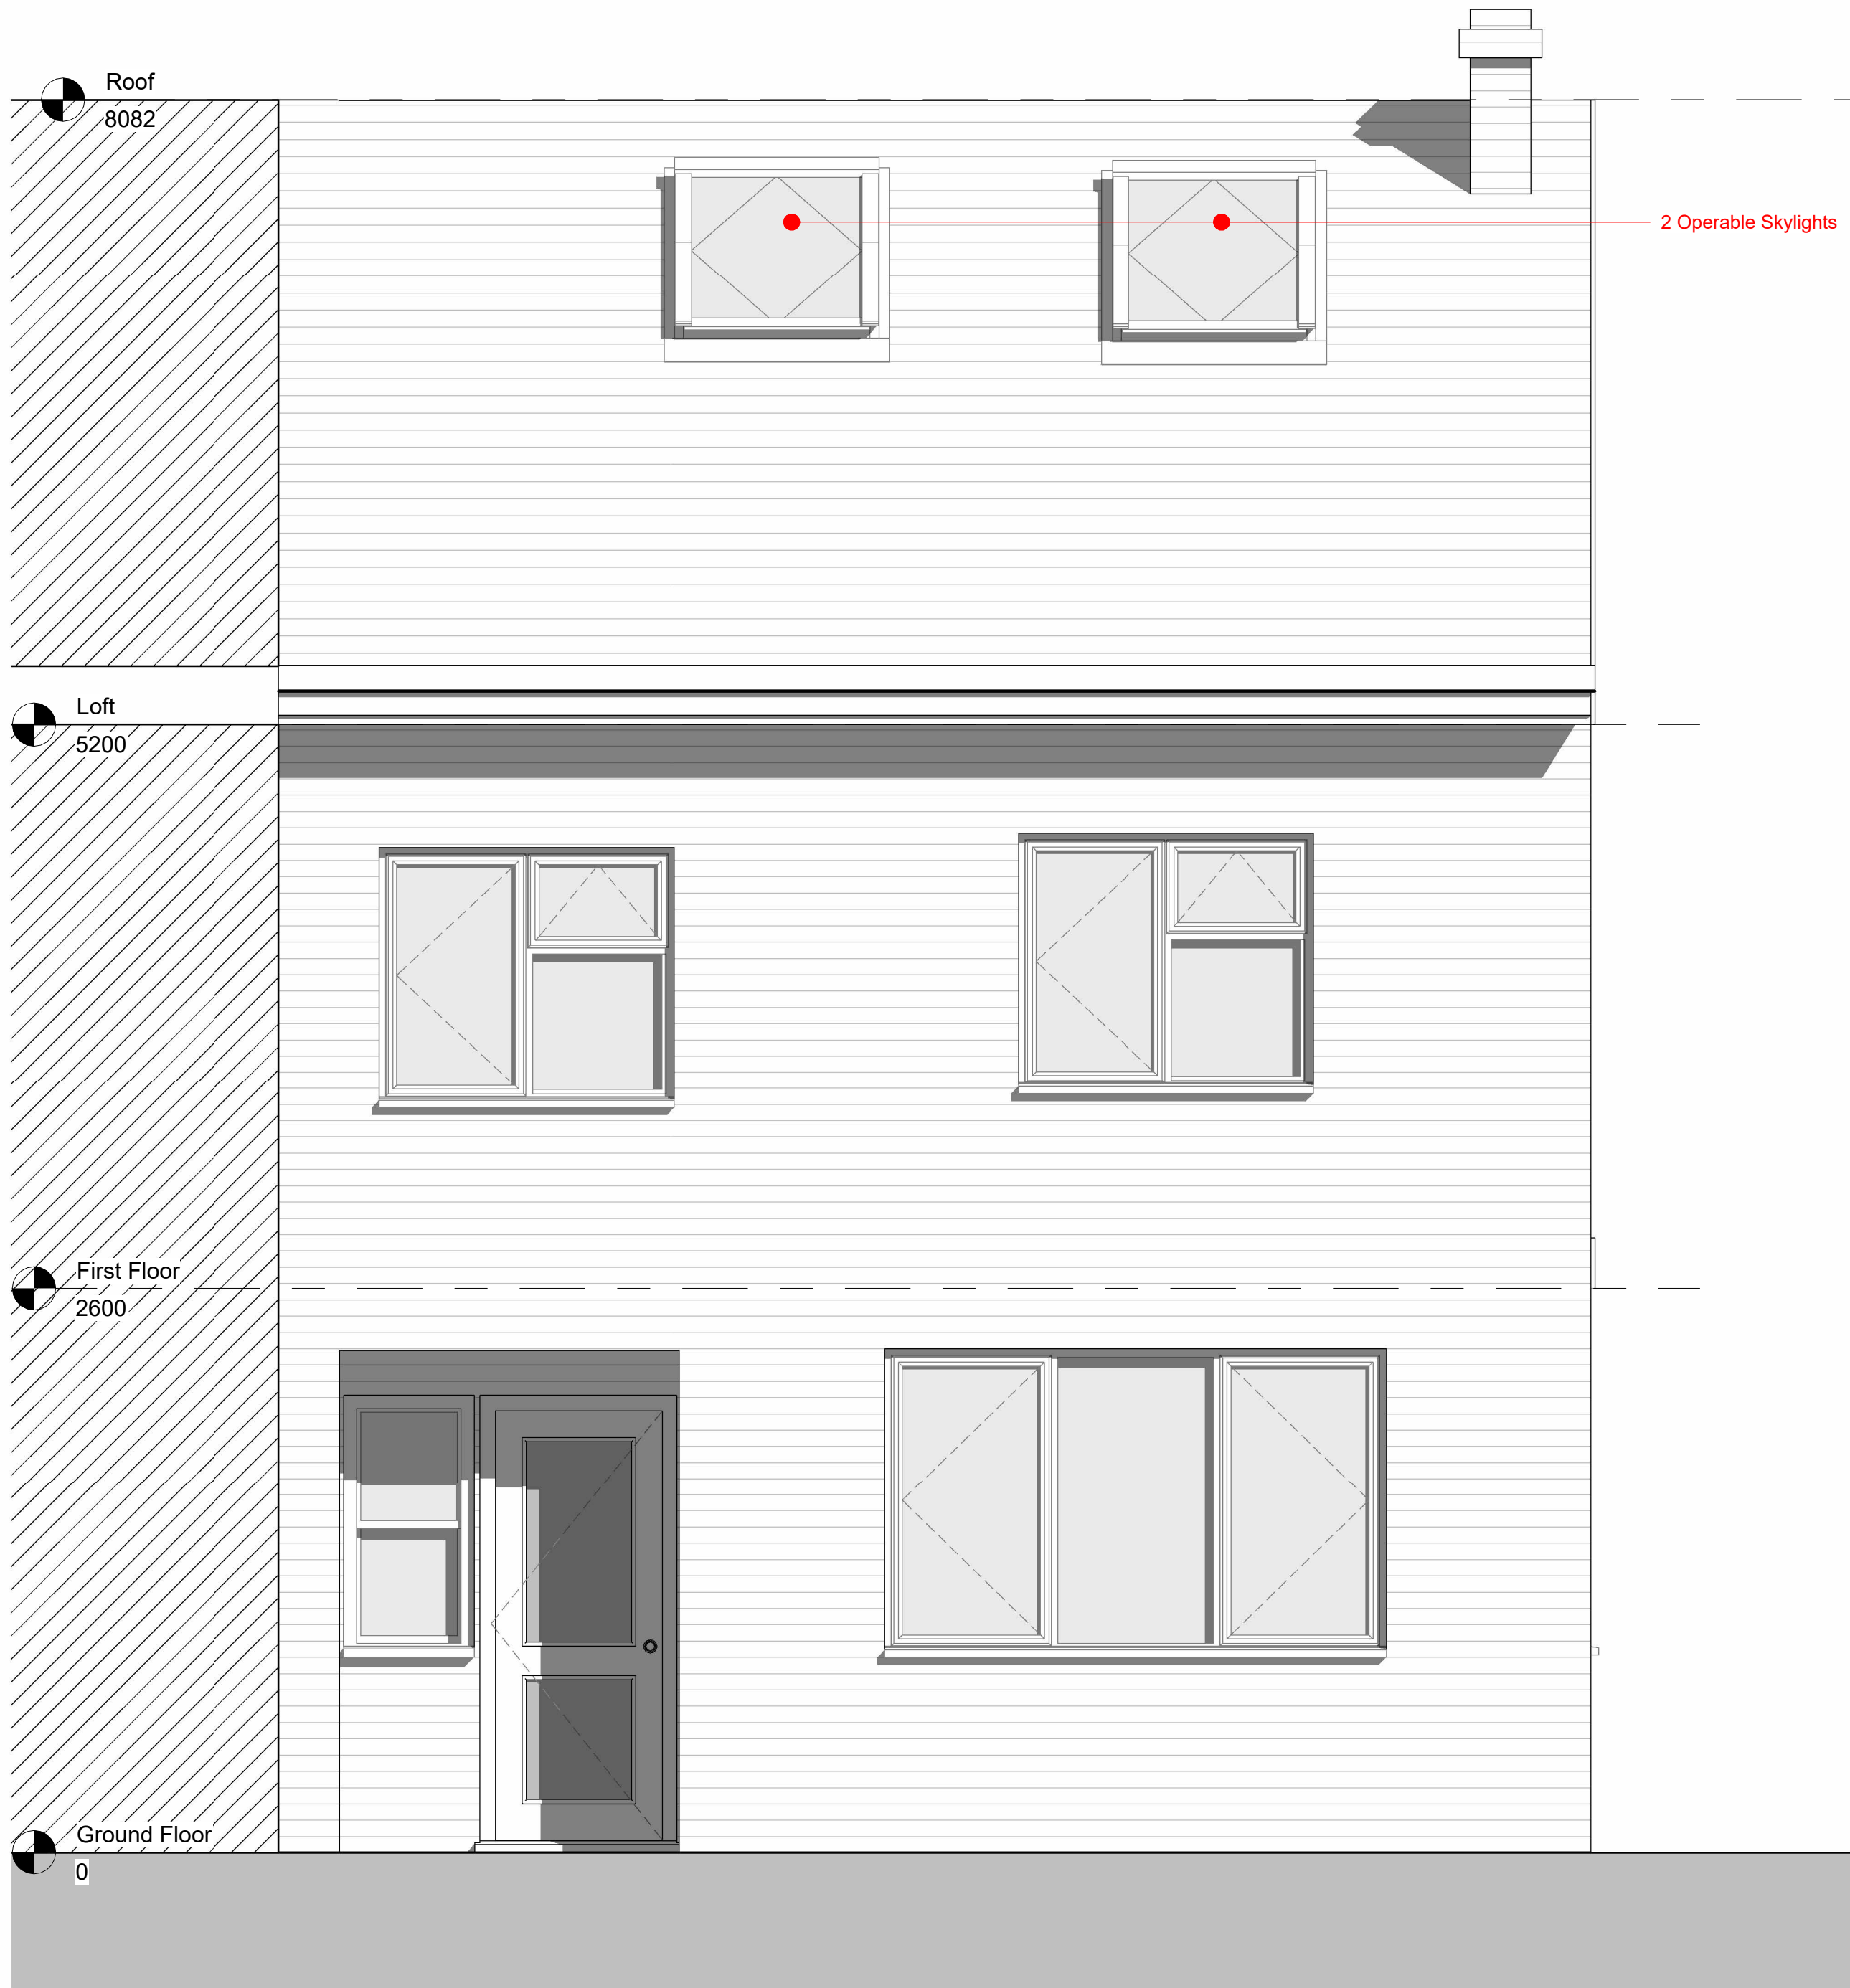 Roof
8082
2 Operable Skylights
Loft
5200
First Floor
2600
Ground Floor
0